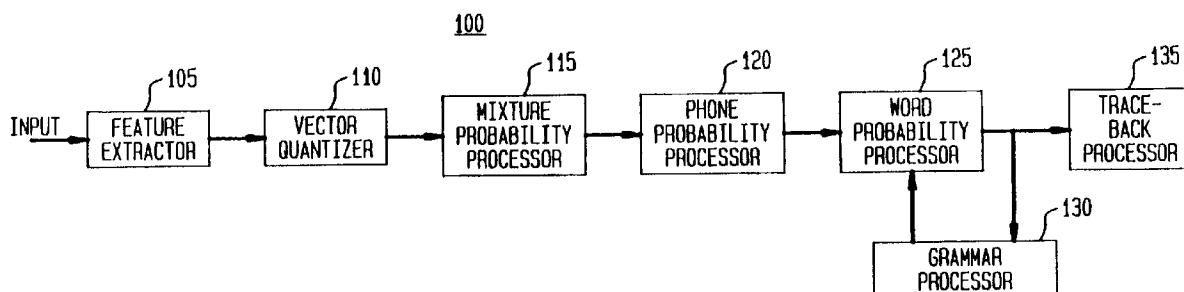 100
105
110
115
120
125
135
INPUT
FEATURE
EXTRACTOR
VECTOR
QUANTIZER
MIXTURE
PROBABILITY
PROCESSOR
PHONE
PROBABILITY
PROCESSOR
WORD
PROBABILITY
PROCESSOR
TRACE-
BACK
PROCESSOR
130
GRAMMAR
PROCESSOR